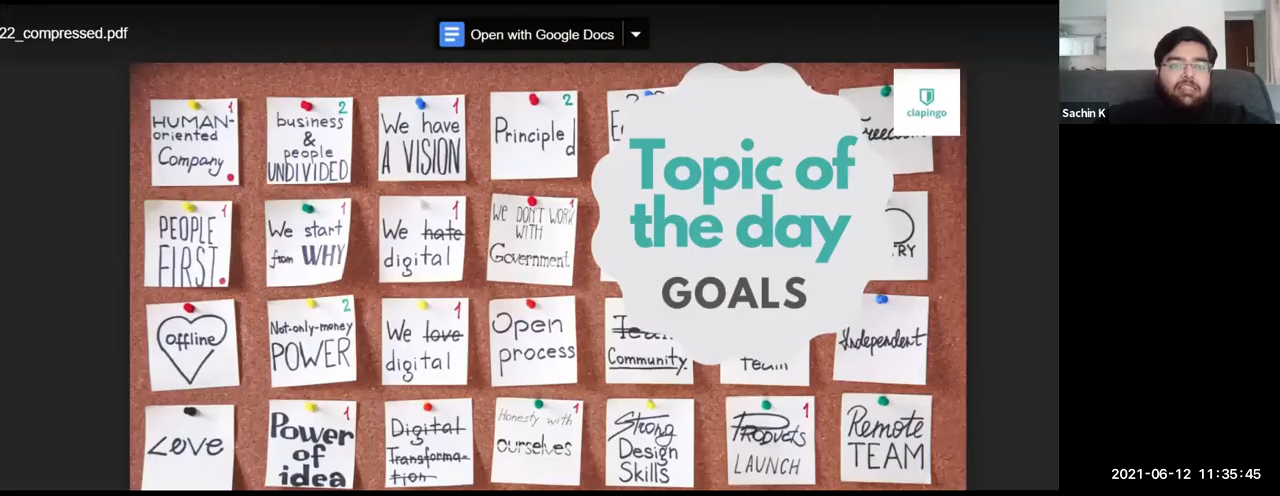 22_compressed.pdf
Open with Google Docs
clapingo
Sachin K
Topic of
the day
GOALS
1
HUMAN-
oriented
Company
2
business
&
people
UNDIVIDED
1
We have
A VISION
2
Principled
1
PEOPLE
FIRST.
1
We start
from WHY
1
We hate
digital
1
We DON'T WORK
WITH
Government
offline
2
Not-only-money
POWER
1
We love
digital
Open
process
Community
Team
Independent
Love
1
Power
of
idea
Digital
Transforma-
tion
1
Honesty with
ourselves
Strong
Design
Skills
1
PRODUCTS
LAUNCH
Remote
TEAM
2021-06-12 11:35:45